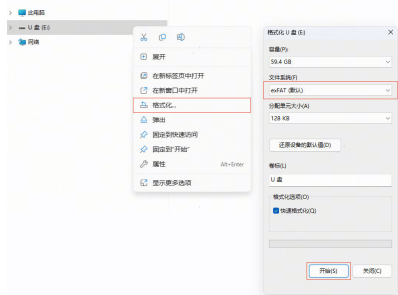 此电脑
U 盘 (E:)
网络
展开
在新标签页中打开
在新窗口中打开
格式化...
弹出
固定到快速访问
固定到"开始"
属性 Alt+Enter
显示更多选项
格式化 U 盘 (E:)
容量(P):
59.4 GB
文件系统(F)
exFAT (默认)
分配单元大小(A)
128 KB
还原设备的默认值(D)
卷标(L)
U 盘
格式化选项(O)
快速格式化(Q)
开始(S)
关闭(C)